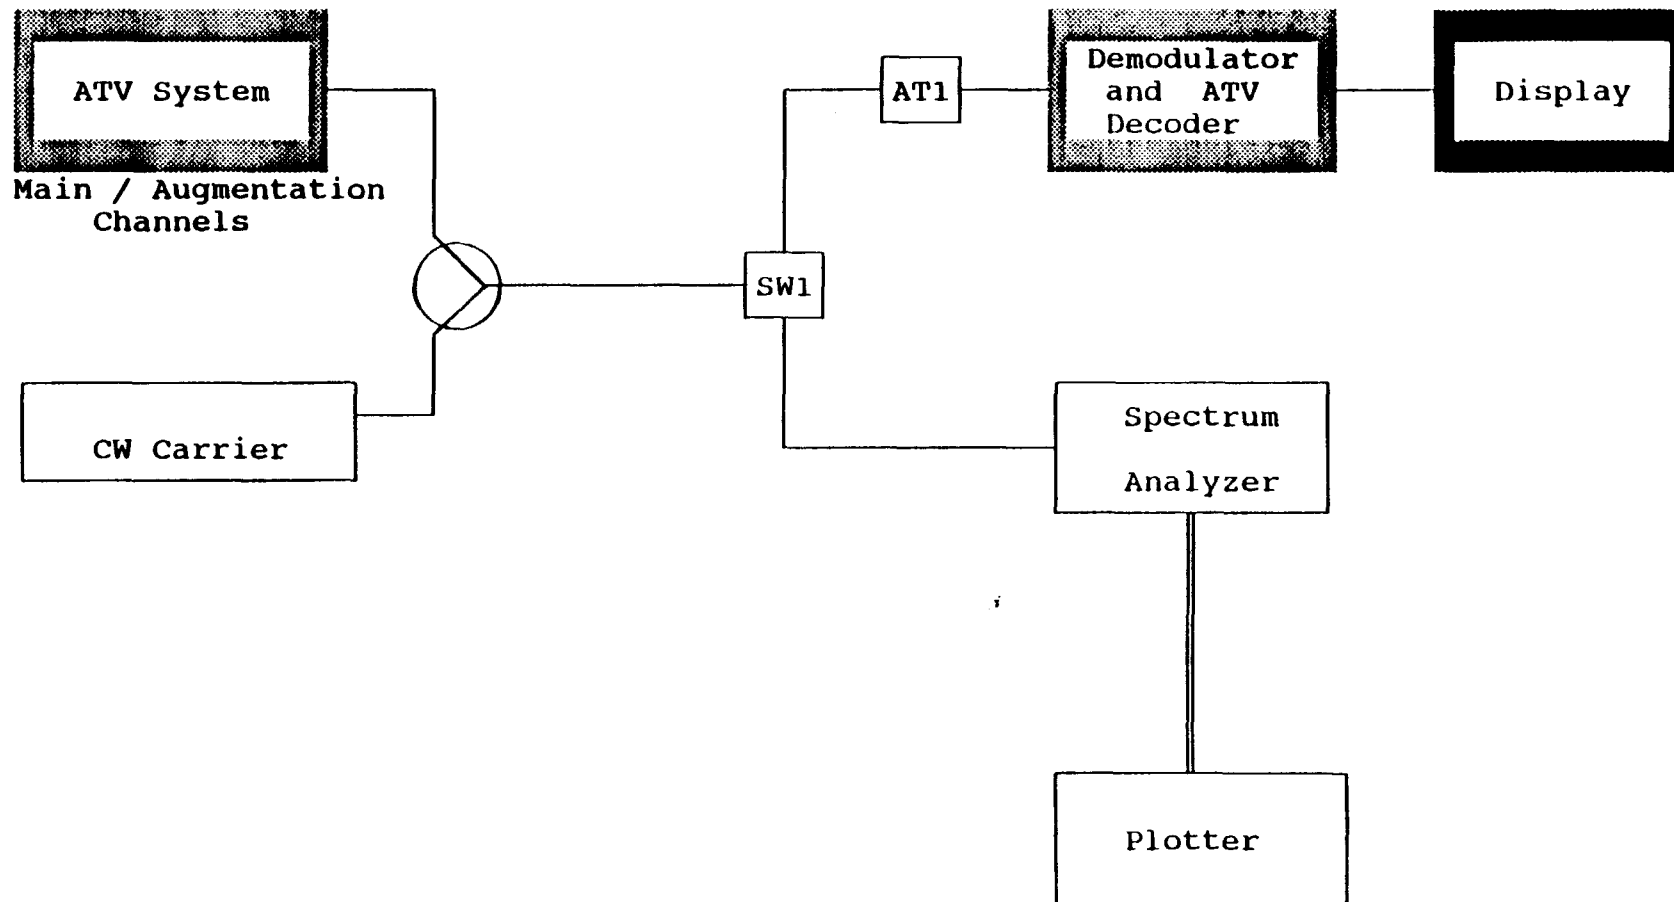 ATV System
Main / Augmentation
Channels
CW Carrier
SW1
AT1
Demodulator
and ATV
Decoder
Display
Spectrum
Analyzer
Plotter